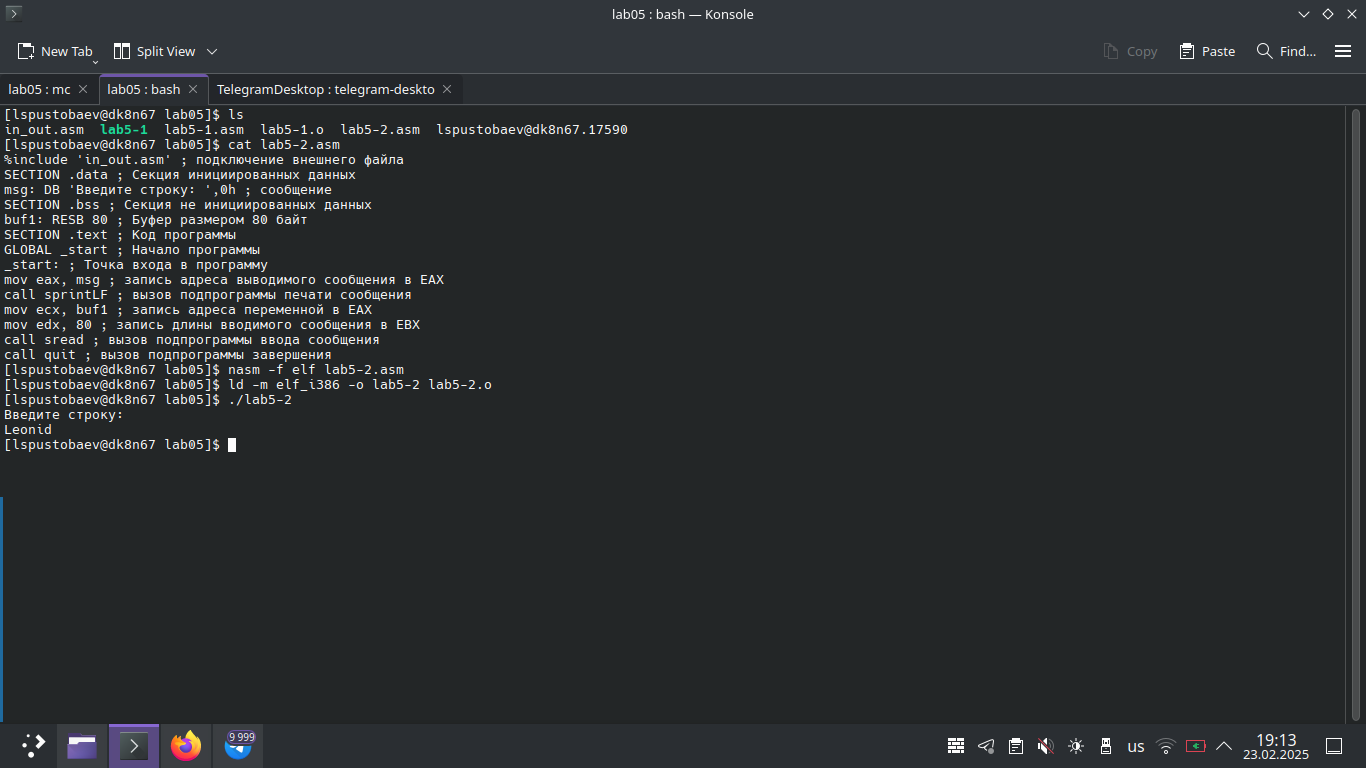 lab05 : bash — Konsole
New Tab Split View Copy Paste Find...
lab05 : mc lab05 : bash TelegramDesktop : telegram-deskto
[lspustobaev@dk8n67 lab05]$ ls
in_out.asm lab5-1 lab5-1.asm lab5-1.o lab5-2.asm lspustobaev@dk8n67.17590
[lspustobaev@dk8n67 lab05]$ cat lab5-2.asm
%include 'in_out.asm' ; подключение внешнего файла
SECTION .data ; Секция инициированных данных
msg: DB 'Введите строку: ',0h ; сообщение
SECTION .bss ; Секция не инициированных данных
buf1: RESB 80 ; Буфер размером 80 байт
SECTION .text ; Код программы
GLOBAL _start ; Начало программы
_start: ; Точка входа в программу
mov eax, msg ; запись адреса выводимого сообщения в EAX
call sprintLF ; вызов подпрограммы печати сообщения
mov ecx, buf1 ; запись адреса переменной в EAX
mov edx, 80 ; запись длины вводимого сообщения в EBX
call sread ; вызов подпрограммы ввода сообщения
call quit ; вызов подпрограммы завершения
[lspustobaev@dk8n67 lab05]$ nasm -f elf lab5-2.asm
[lspustobaev@dk8n67 lab05]$ ld -m elf_i386 -o lab5-2 lab5-2.o
[lspustobaev@dk8n67 lab05]$ ./lab5-2
Введите строку:
Leonid
[lspustobaev@dk8n67 lab05]$
9 999
us
19:13
23.02.2025